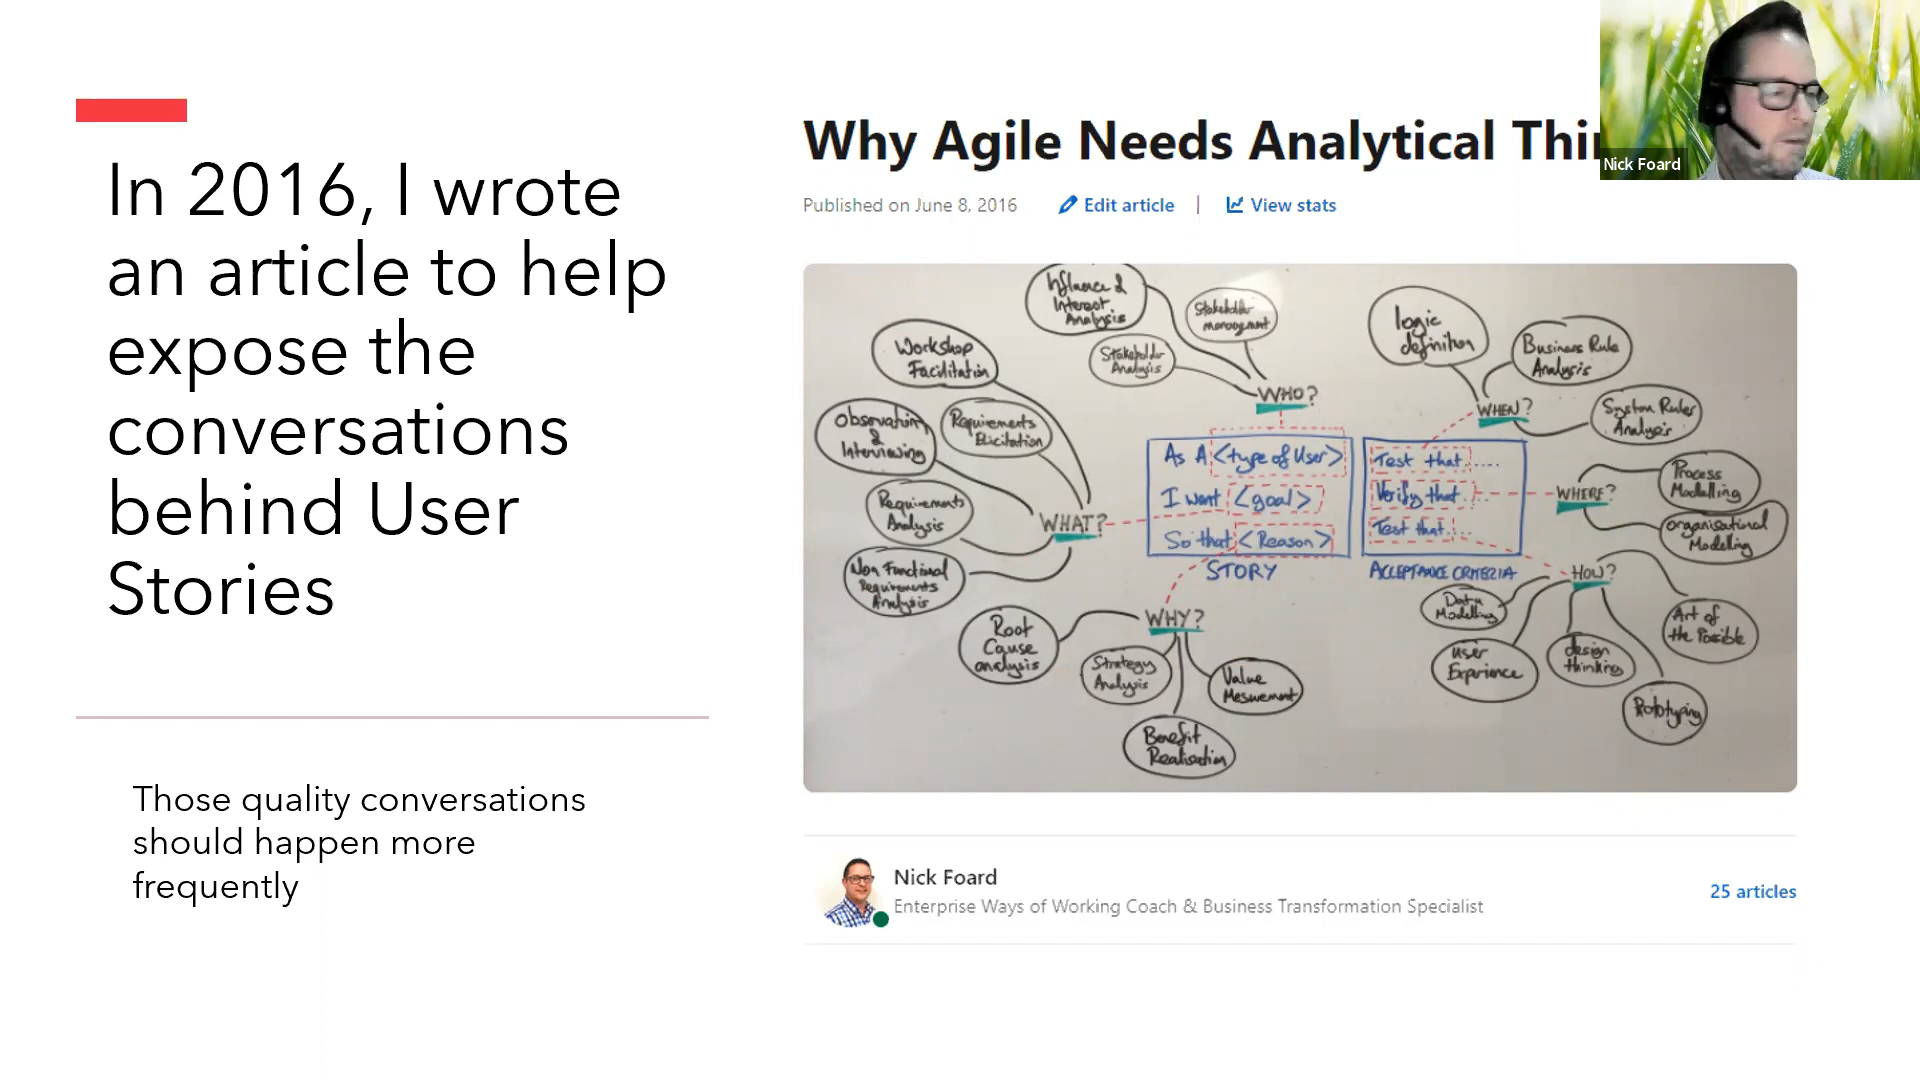 In 2016, I wrote
an article to help
expose the
conversations
behind User
Stories
Those quality conversations
should happen more
frequently
Why Agile Needs Analytical Thi
Nick Foard
Published on June 8, 2016
Edit article
|
View stats
Influence &
Interest
Analysis
Stakeholder
management
Stakeholder
Analysis
WHO?
Workshop
Facilitation
Observation
&
Interviewing
Requirements
Elicitation
Requirements
Analysis
Non Functional
Requirements
Analysis
WHAT?
logic
definition
Business Rule
Analysis
System Rules
Analysis
WHEN?
As A <type of User>
I want <goal>
So that <Reason>
STORY
Test that......
Verify that...
Test that....
ACCEPTANCE CRITERIA
WHERE?
Process
Modelling
organisational
Modelling
HOW?
Data
Modelling
User
Experience
design
thinking
Prototyping
Art of
the Possible
WHY?
Root
Cause
analysis
Strategy
Analysis
Value
Mesurement
Benefit
Realisation
Nick Foard
Enterprise Ways of Working Coach & Business Transformation Specialist
25 articles